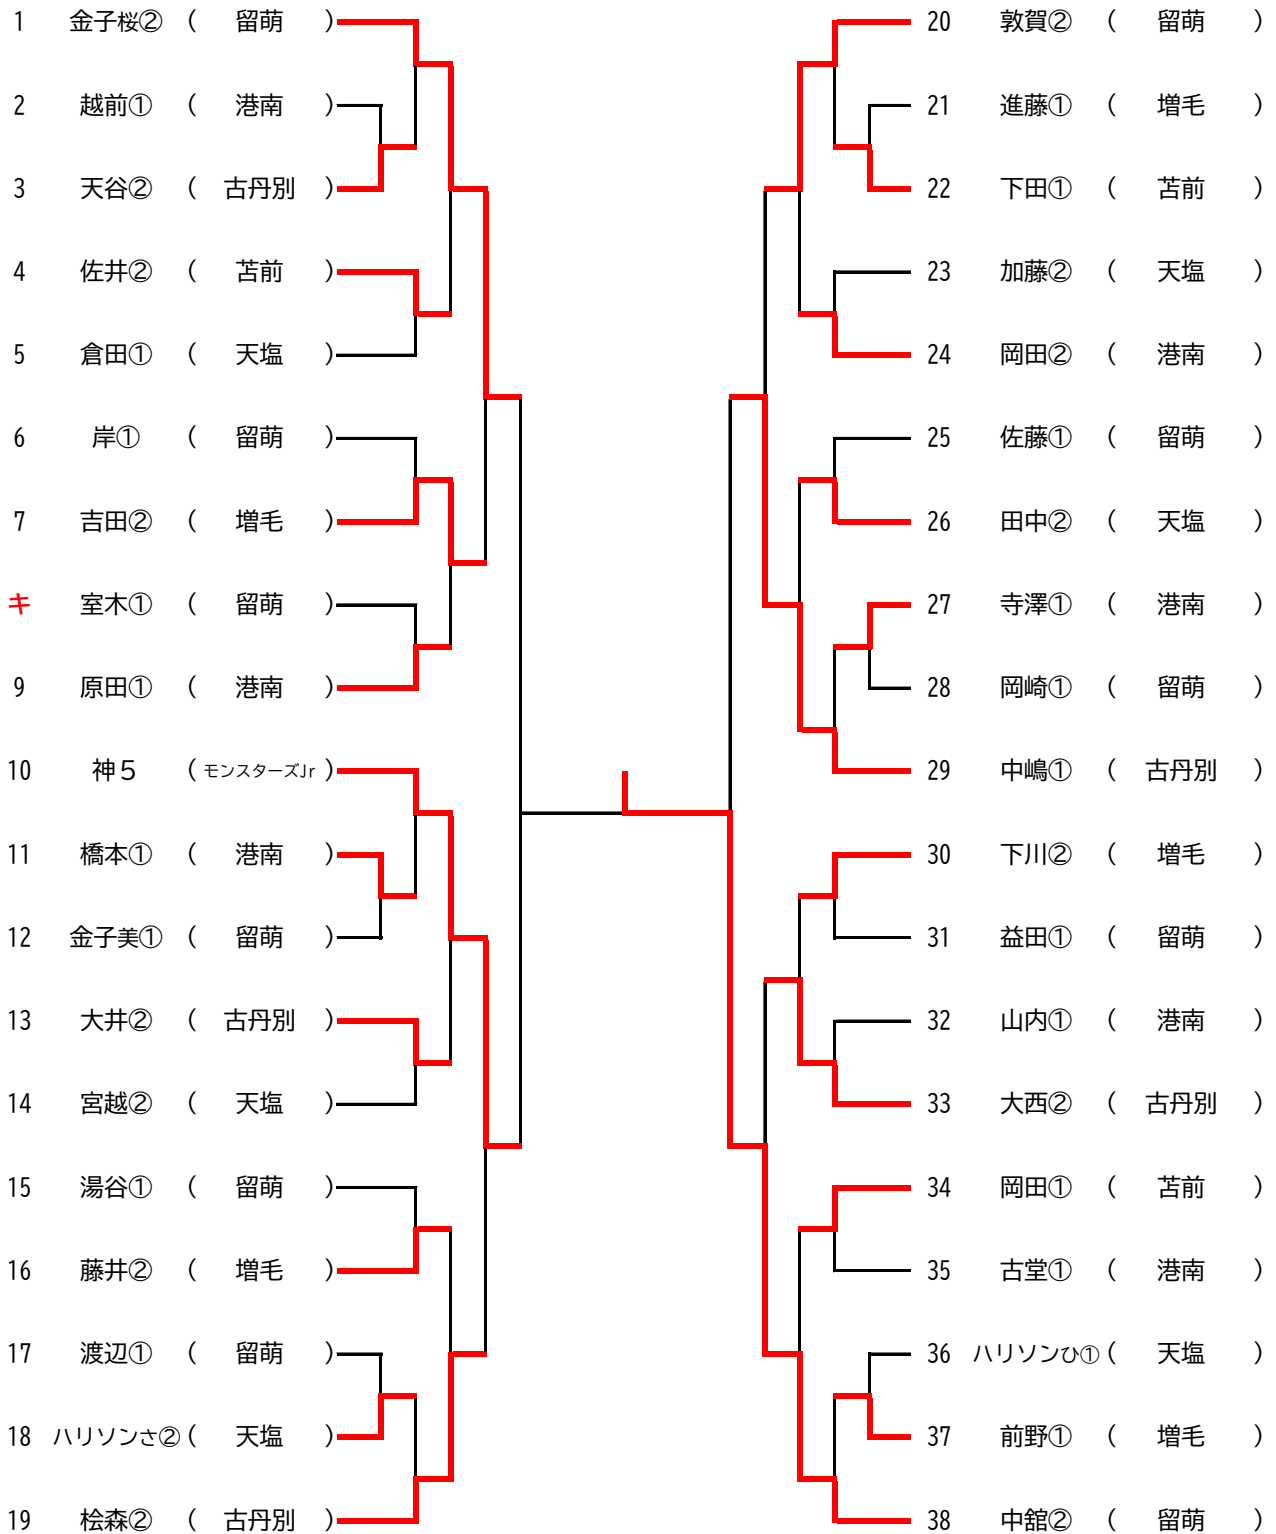 1 金子桜② ( 留萌 )
2 越前① ( 港南 )
3 天谷② ( 古丹別 )
4 佐井② ( 苫前 )
5 倉田① ( 天塩 )
6 岸① ( 留萌 )
7 吉田② ( 増毛 )
キ 室木① ( 留萌 )
9 原田① ( 港南 )
10 神５ ( モンスターズJr )
11 橋本① ( 港南 )
12 金子美① ( 留萌 )
13 大井② ( 古丹別 )
14 宮越② ( 天塩 )
15 湯谷① ( 留萌 )
16 藤井② ( 増毛 )
17 渡辺① ( 留萌 )
18 ハリソンさ② ( 天塩 )
19 桧森② ( 古丹別 )
20 敦賀② ( 留萌 )
21 進藤① ( 増毛 )
22 下田① ( 苫前 )
23 加藤② ( 天塩 )
24 岡田② ( 港南 )
25 佐藤① ( 留萌 )
26 田中② ( 天塩 )
27 寺澤① ( 港南 )
28 岡崎① ( 留萌 )
29 中嶋① ( 古丹別 )
30 下川② ( 増毛 )
31 益田① ( 留萌 )
32 山内① ( 港南 )
33 大西② ( 古丹別 )
34 岡田① ( 苫前 )
35 古堂① ( 港南 )
36 ハリソンひ① ( 天塩 )
37 前野① ( 増毛 )
38 中舘② ( 留萌 )